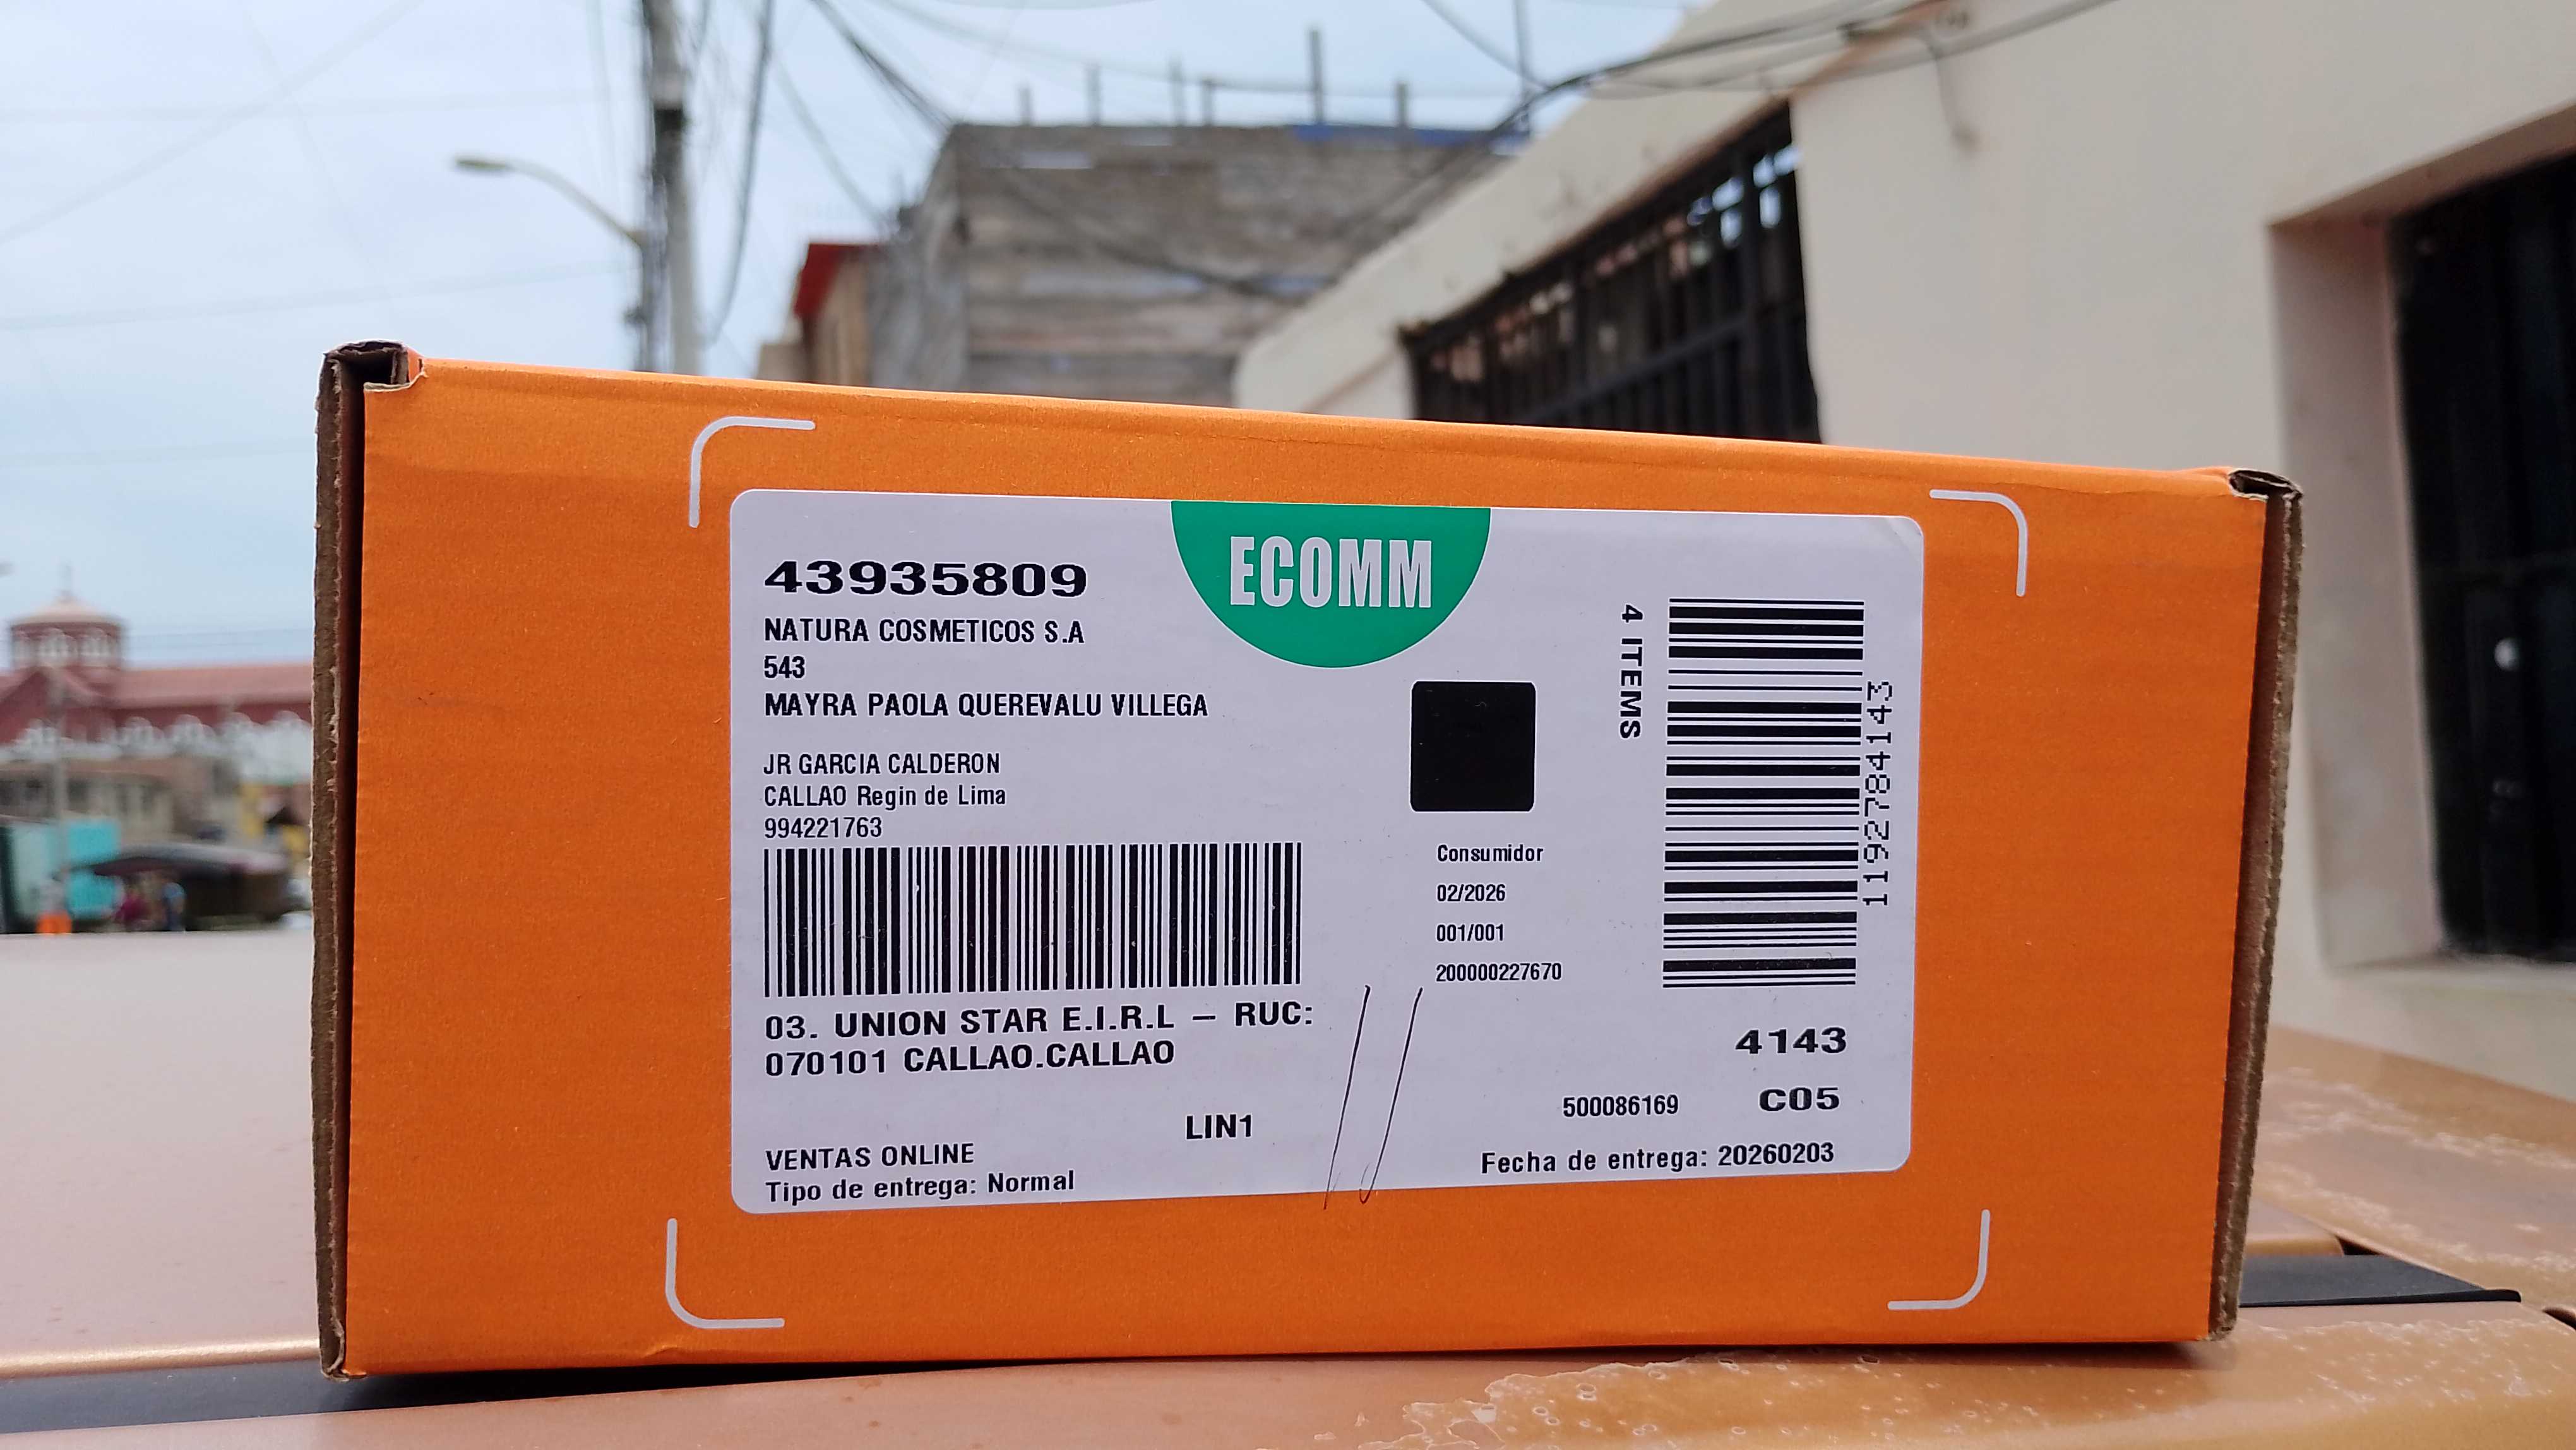 ECOMM
43935809
NATURA COSMETICOS S.A
543
MAYRA PAOLA QUEREVALU VILLEGA
JR GARCIA CALDERON
CALLAO Regin de Lima
994221763
03. UNION STAR E.I.R.L – RUC:
070101 CALLAO.CALLAO
LIN1
VENTAS ONLINE
Tipo de entrega: Normal
Consumidor
02/2026
001/001
200000227670
4 ITEMS
1192784143
4143
500086169 C05
Fecha de entrega: 20260203